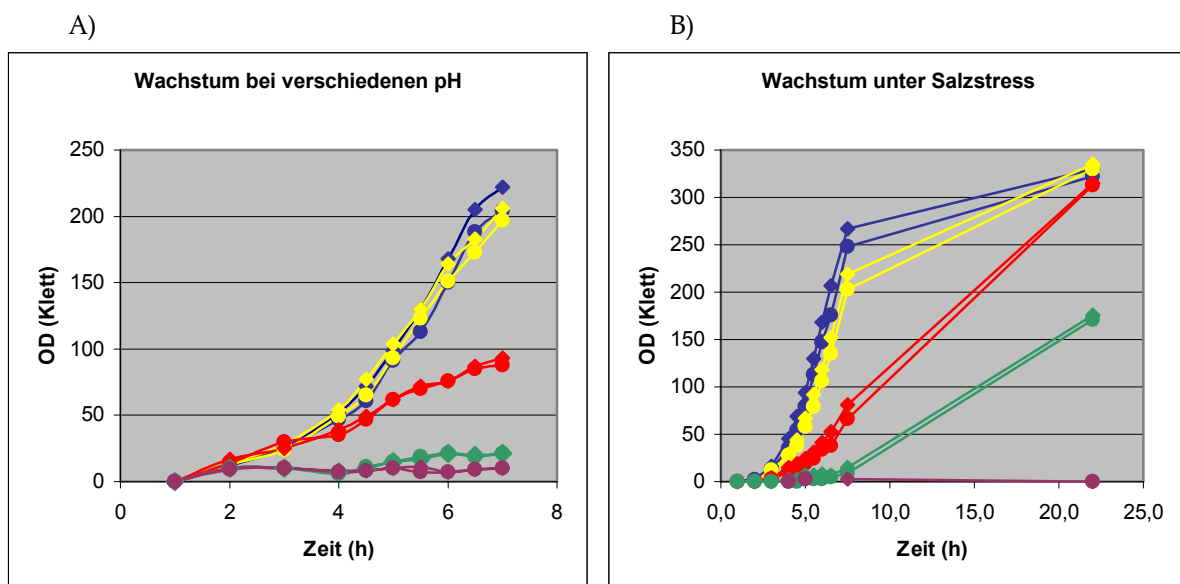 A)
Wachstum bei verschiedenen pH
250
200
150
100
50
0
OD (Klett)
0 2 4 6 8
Zeit (h)
B)
Wachstum unter Salzstress
350
300
250
200
150
100
50
0
OD (Klett)
0,0 5,0 10,0 15,0 20,0 25,0
Zeit (h)